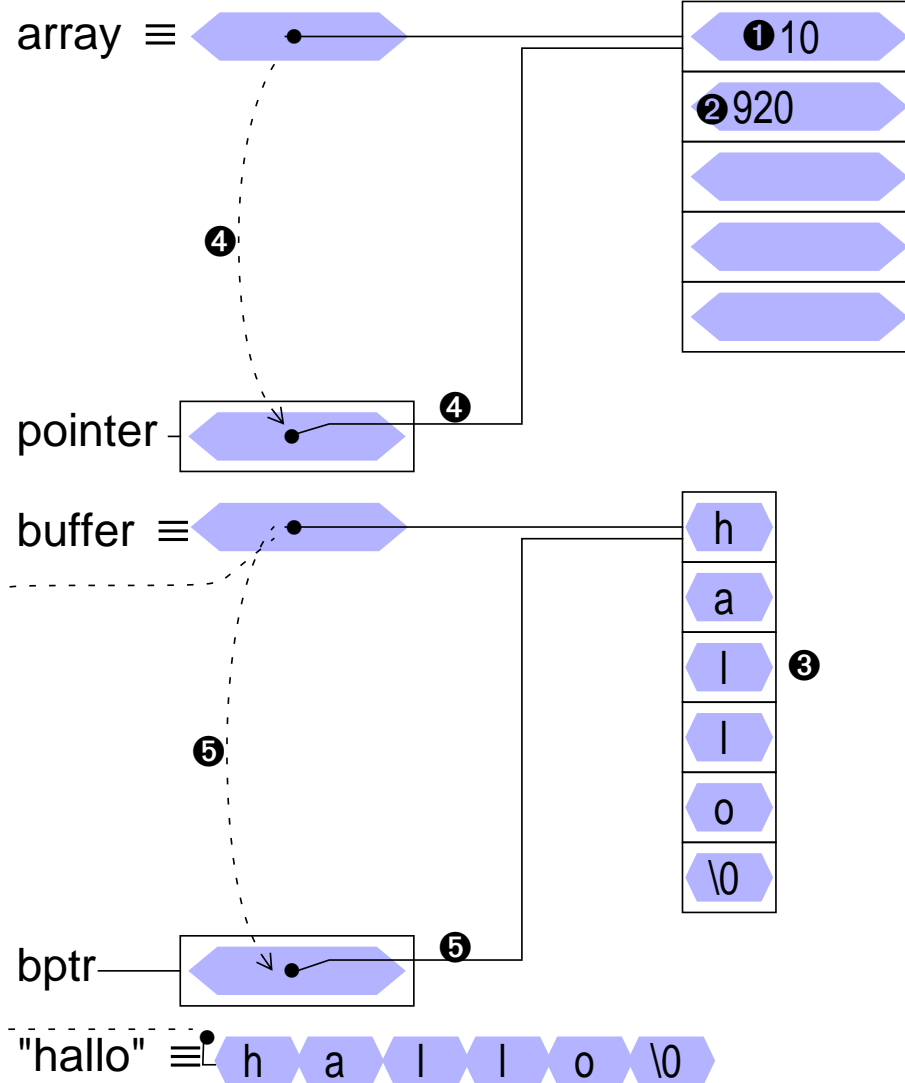 array ≡ ❶10
❷920
❹
pointer ❹
buffer ≡ h
a
l ❸
l
❺
o
\0
bptr ❺
"hallo" ≡ h a l l o \0